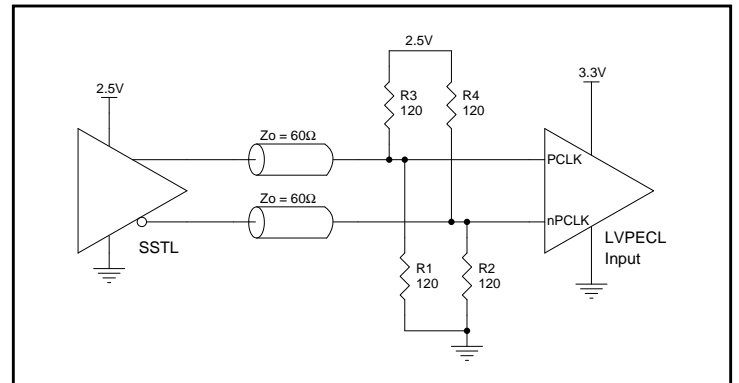 2.5V
3.3V
2.5V
R3
120
R4
120
Zo = 60Ω
PCLK
Zo = 60Ω
nPCLK
SSTL
LVPECL
Input
R1
120
R2
120